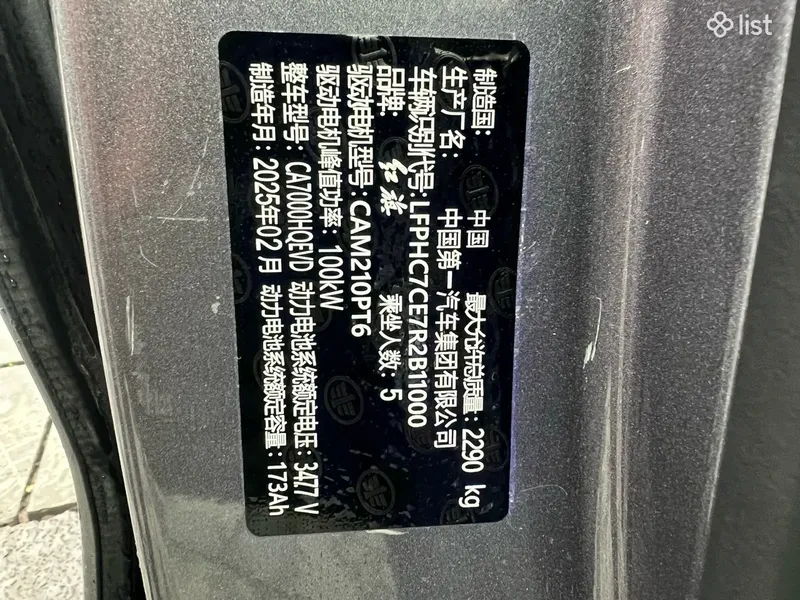 制造国: 中国 最大允许总质量: 2290 kg
生产厂名: 中国第一汽车集团有限公司
车辆识别代号: LFPHC7CE7R2B11000
品牌: 红旗 乘坐人数: 5
驱动电机型号: CAM210PT6
驱动电机峰值功率: 100kW
整车型号: CA7000HQEVD 动力电池系统额定电压: 347.7 V
制造年月: 2025年02月 动力电池系统额定容量: 173Ah
list